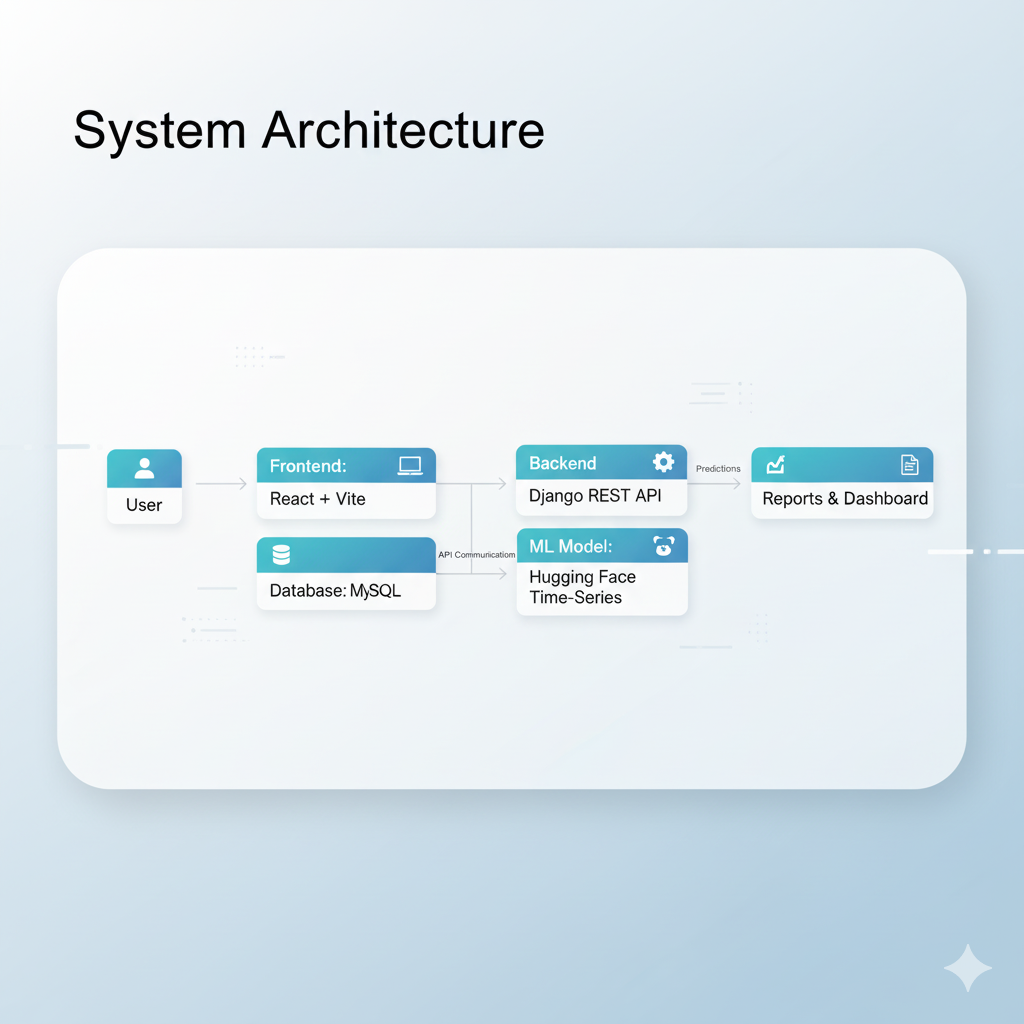 System Architecture
User
Frontend:
React + Vite
Backend
Django REST API
Predictions
Reports & Dashboard
Database: MySQL
API Communicatiom
ML Model:
Hugging Face
Time-Series